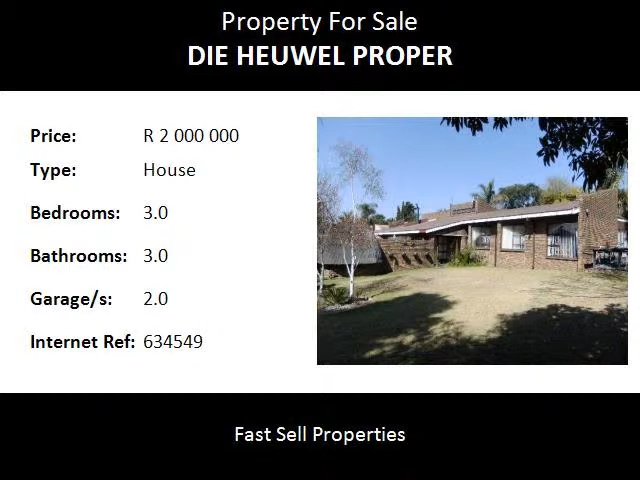 Property For Sale
DIE HEUWEL PROPER
Price: R 2 000 000
Type: House
Bedrooms: 3.0
Bathrooms: 3.0
Garage/s: 2.0
Internet Ref: 634549
Fast Sell Properties